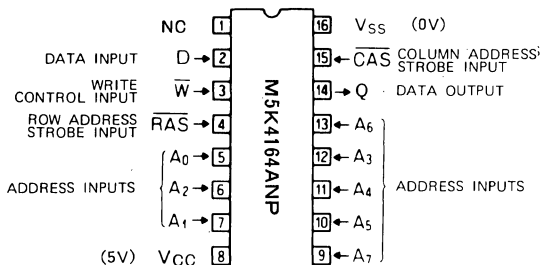 NC 1 16 VSS (0V)
DATA INPUT D 2 15 CAS COLUMN ADDRESS STROBE INPUT
WRITE CONTROL INPUT W 3 14 Q DATA OUTPUT
ROW ADDRESS STROBE INPUT RAS 4 13 A6
A0 5 12 A3
ADDRESS INPUTS A2 6 11 A4 ADDRESS INPUTS
A1 7 10 A5
(5V) VCC 8 9 A7
M5K4164ANP